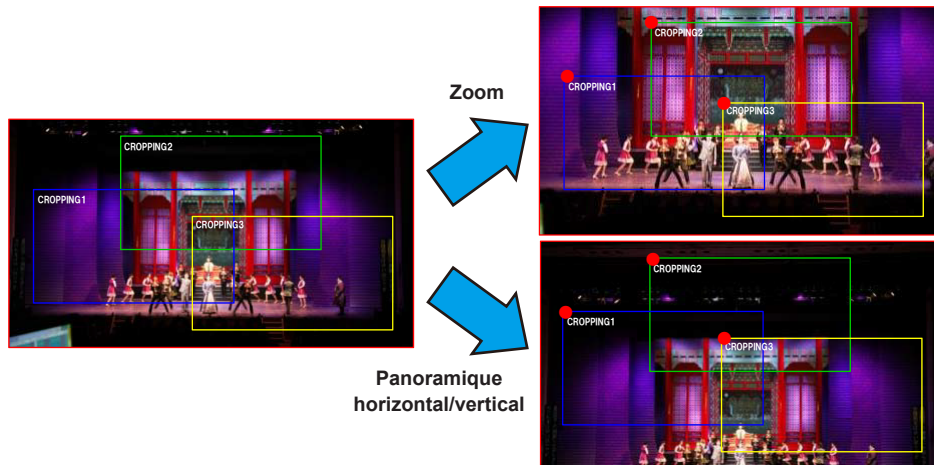 Zoom
CROPPING2
CROPPING1
CROPPING3
CROPPING2
CROPPING1
CROPPING3
CROPPING2
CROPPING1
CROPPING3
Panoramique
horizontal/vertical